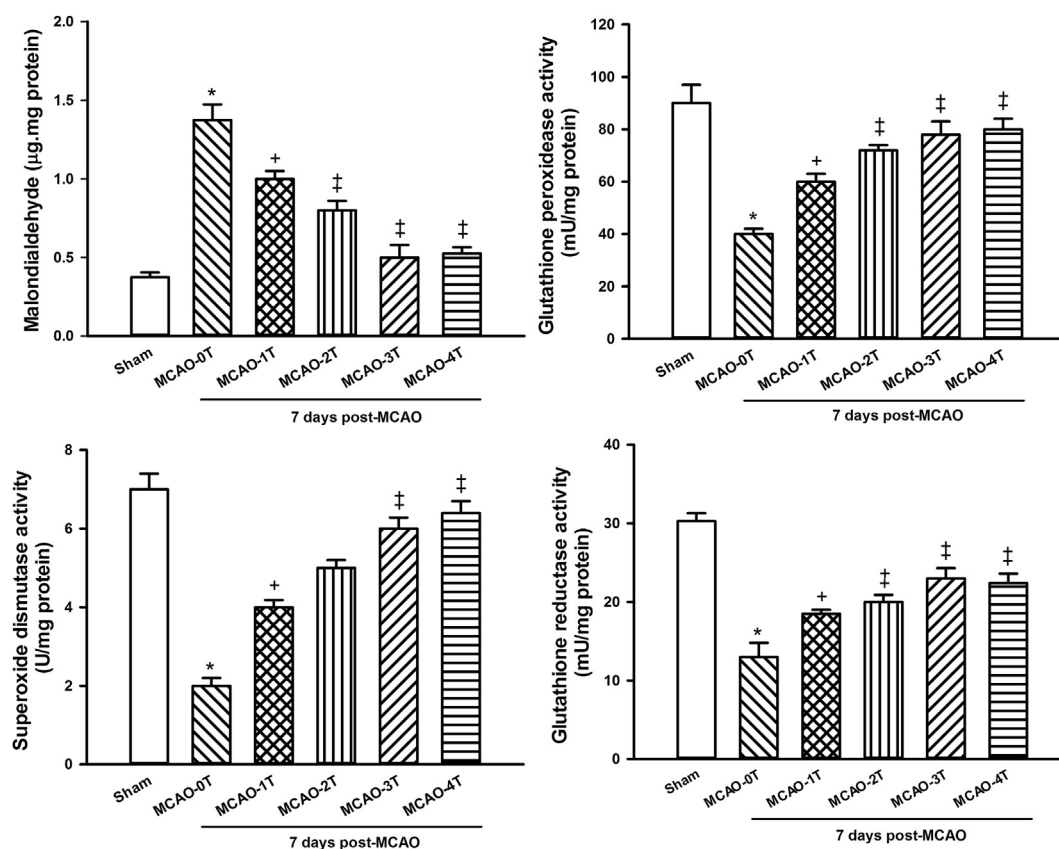 Malondialdehyde (μg.mg protein)
2.0
1.5
1.0
0.5
0.0
*
+
‡
‡
‡
Sham
MCAO-0T
MCAO-1T
MCAO-2T
MCAO-3T
MCAO-4T
7 days post-MCAO
Glutathione peroxidease activity
(mU/mg protein)
120
100
80
60
40
20
0
*
+
‡
‡
‡
Sham
MCAO-0T
MCAO-1T
MCAO-2T
MCAO-3T
MCAO-4T
7 days post-MCAO
Superoxide dismutase activity
(U/mg protein)
8
6
4
2
0
*
+
‡
‡
Sham
MCAO-0T
MCAO-1T
MCAO-2T
MCAO-3T
MCAO-4T
7 days post-MCAO
Glutathione reductase activity
(mU/mg protein)
40
30
20
10
0
*
+
‡
‡
‡
Sham
MCAO-0T
MCAO-1T
MCAO-2T
MCAO-3T
MCAO-4T
7 days post-MCAO